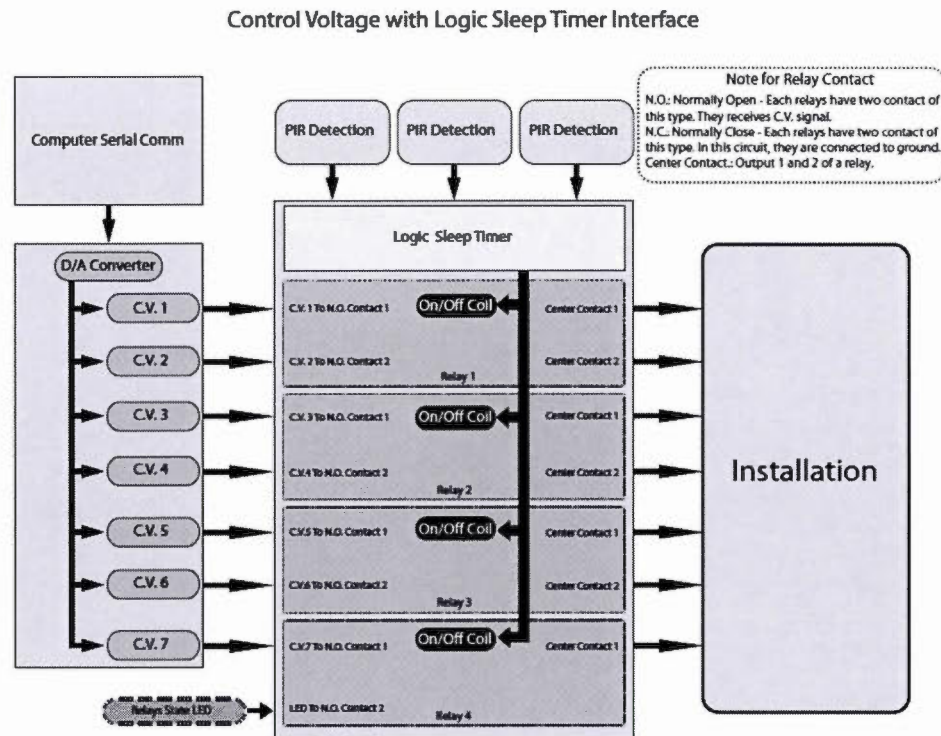 Control Voltage with Logic Sleep Timer Interface
Note for Relay Contact
N.O.: Normally Open - Each relays have two contact of
this type. They receives C.V. signal.
N.C.: Normally Close - Each relays have two contact of
this type. In this circuit, they are connected to ground.
Center Contact.: Output 1 and 2 of a relay.
Computer Serial Comm
PIR Detection
PIR Detection
PIR Detection
Logic Sleep Timer
D/A Converter
C.V. 1
C.V. 1 To N.O. Contact 1
On/Off Coil
Center Contact 1
C.V. 2
C.V. 2 To N.O. Contact 2
Relay 1
Center Contact 2
C.V. 3
C.V. 3 To N.O. Contact 1
On/Off Coil
Center Contact 1
C.V. 4
C.V.4 To N.O. Contact 2
Relay 2
Center Contact 2
C.V. 5
C.V.5 To N.O. Contact 1
On/Off Coil
Center Contact 1
C.V. 6
C.V.6 To N.O. Contact 2
Relay 3
Center Contact 2
C.V. 7
C.V.7 To N.O. Contact 1
On/Off Coil
Center Contact 1
Relays State LED
LED To N.O. Contact 2
Relay 4
Installation